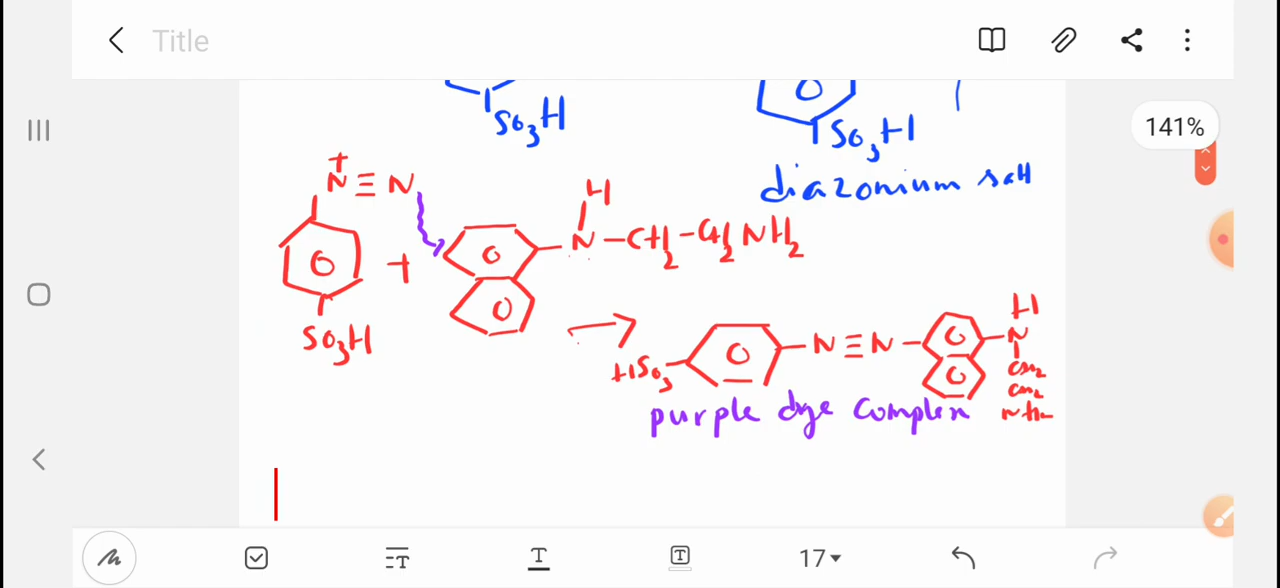 Title
141%
SO3H
SO3H
diazonium salt
+
N≡N
H
N-CH2-CH2NH2
+
SO3H
H
HSO3
-N≡N-
N
CH2
CH2
NH2
purple dye complex
T
T
T
17